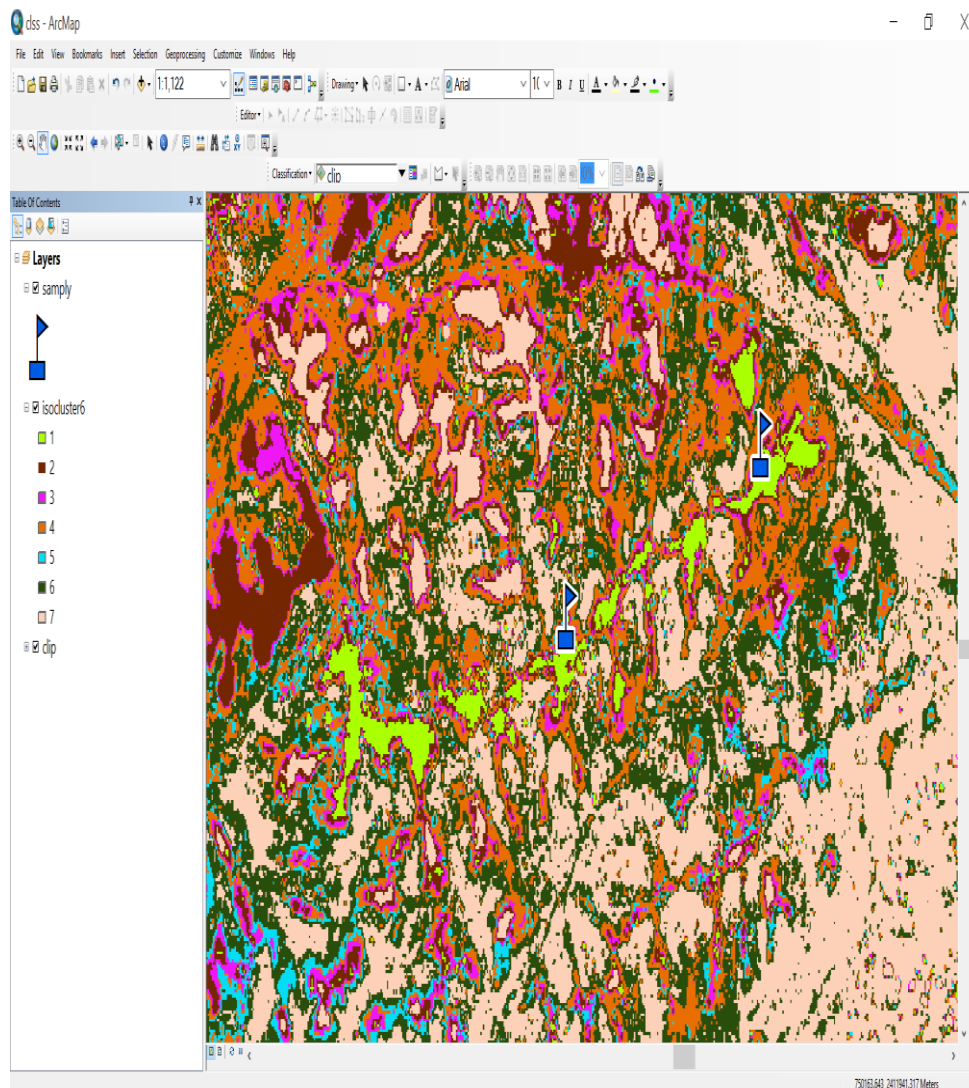 clss - ArcMap
File Edit View Bookmarks Insert Selection Geoprocessing Customize Windows Help
1:1,122 Drawing Arial 10 B I U A
Editor
Classification clip
Table Of Contents
Layers
samply
isocluster6
1
2
3
4
5
6
7
clip
750163.643 2411941.317 Meters